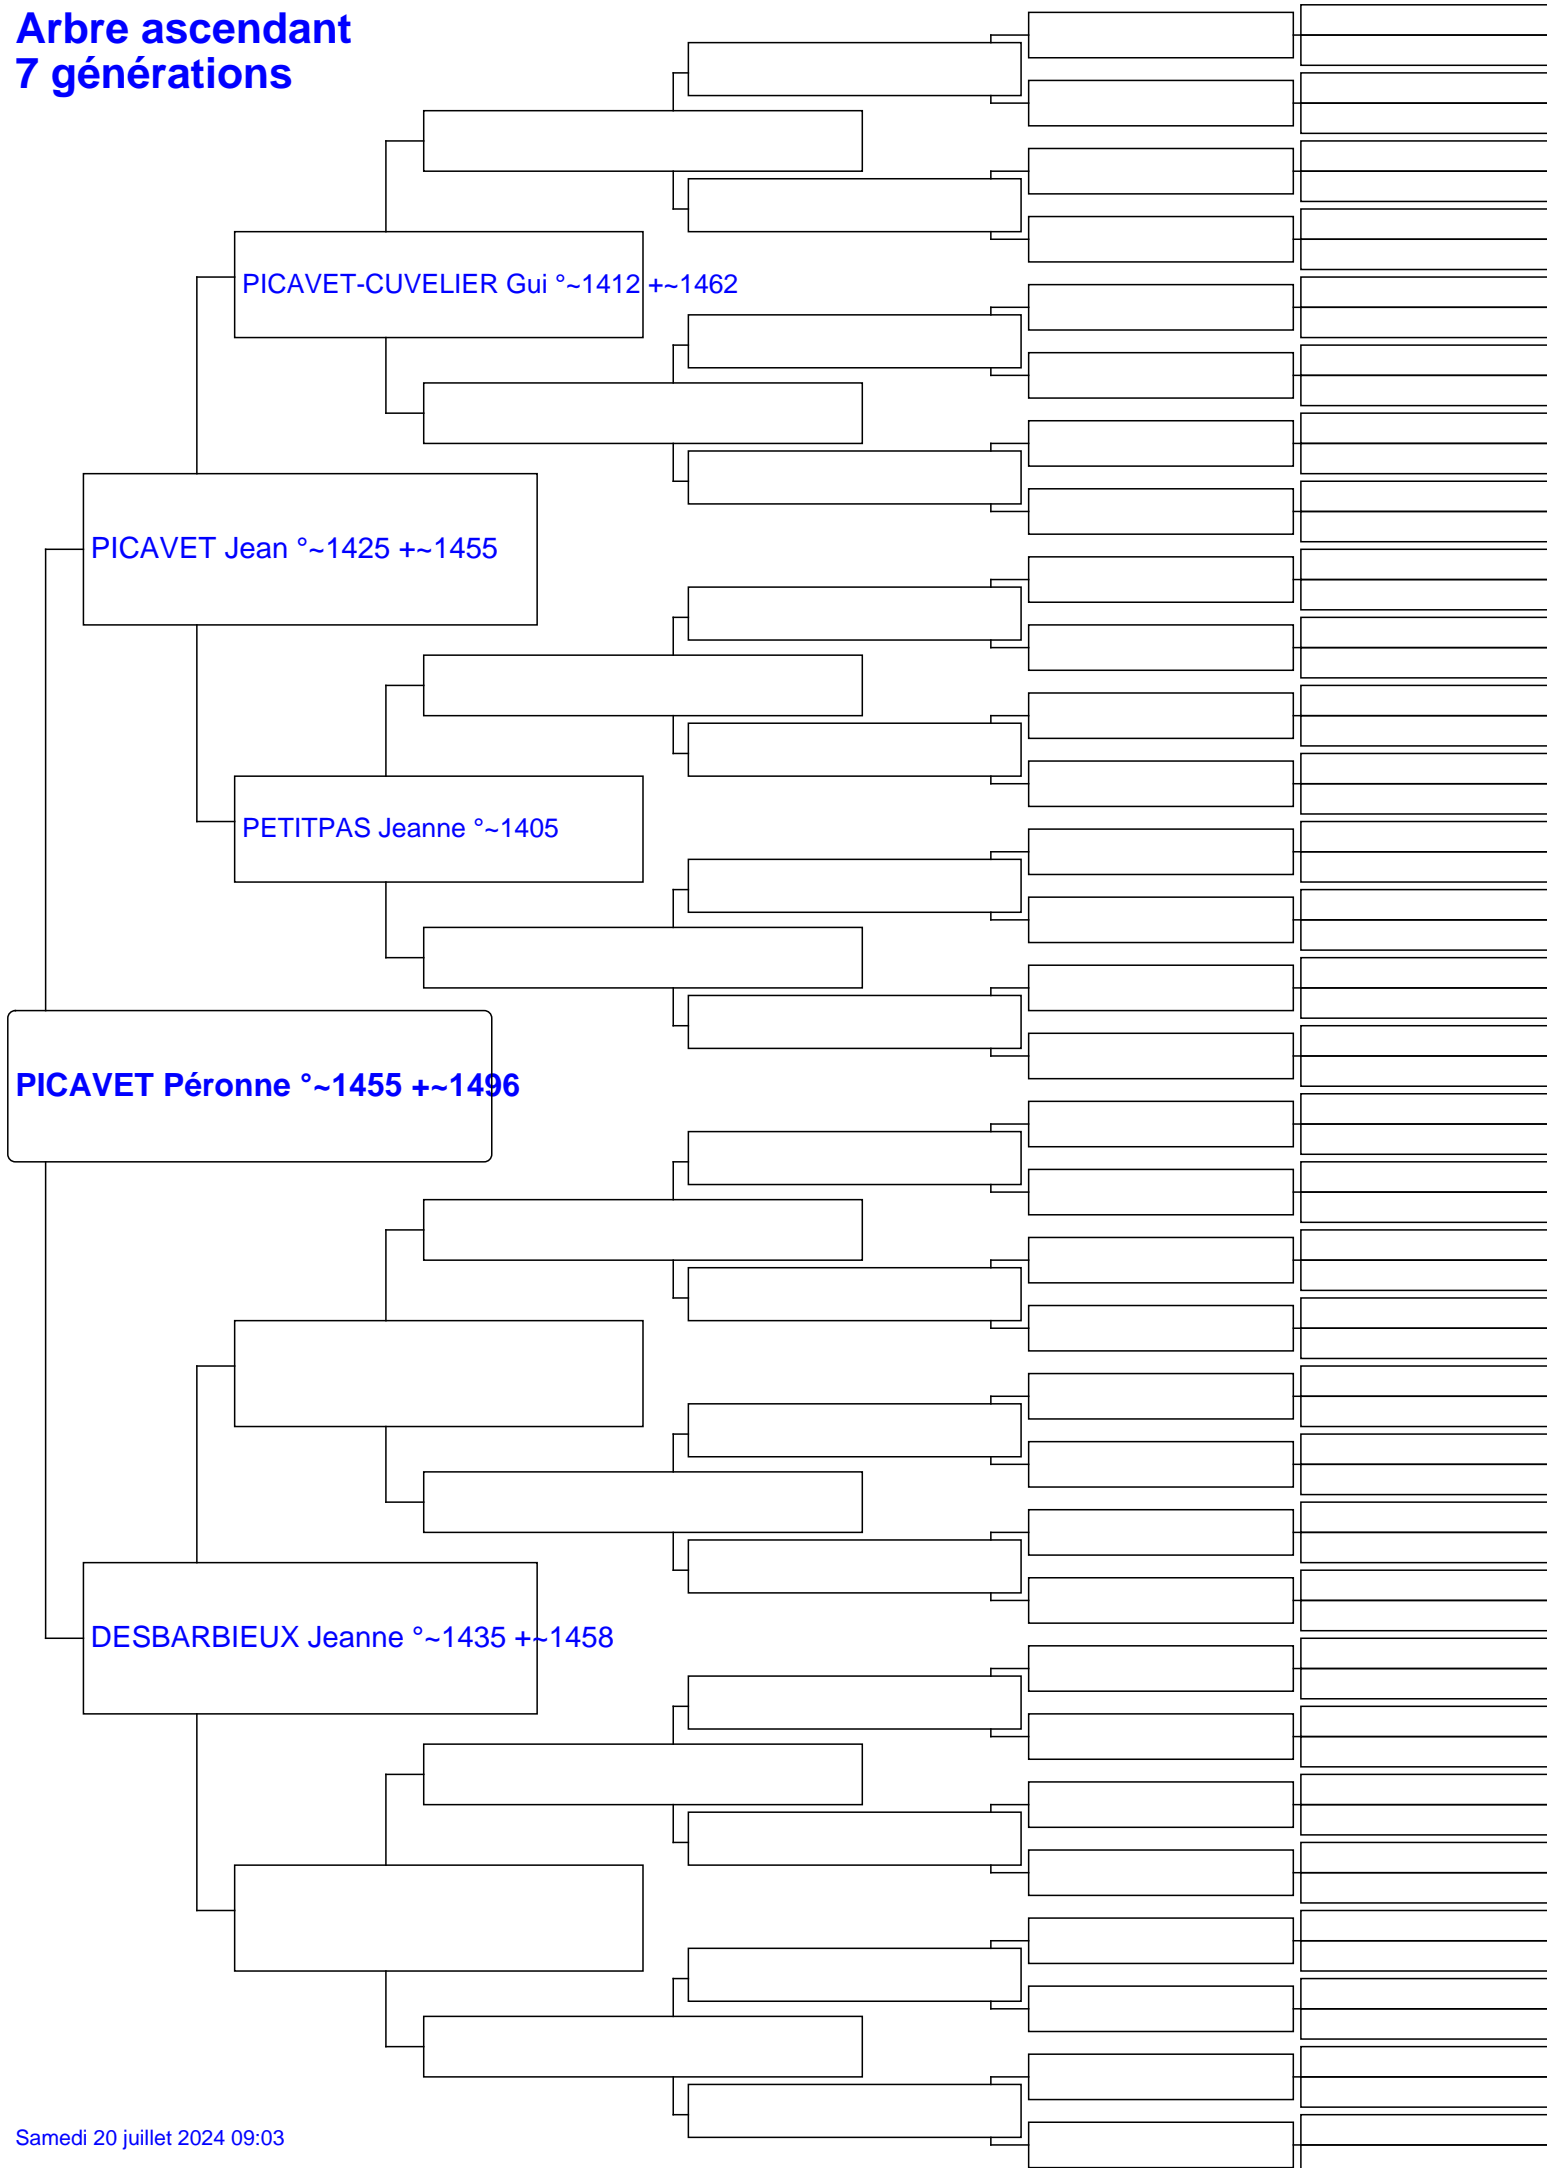 Arbre ascendant
7 générations
PICAVET-CUVELIER Gui °~1412 +~1462
PICAVET Jean °~1425 +~1455
PETITPAS Jeanne °~1405
PICAVET Péronne °~1455 +~1496
DESBARBIEUX Jeanne °~1435 +~1458
Samedi 20 juillet 2024 09:03